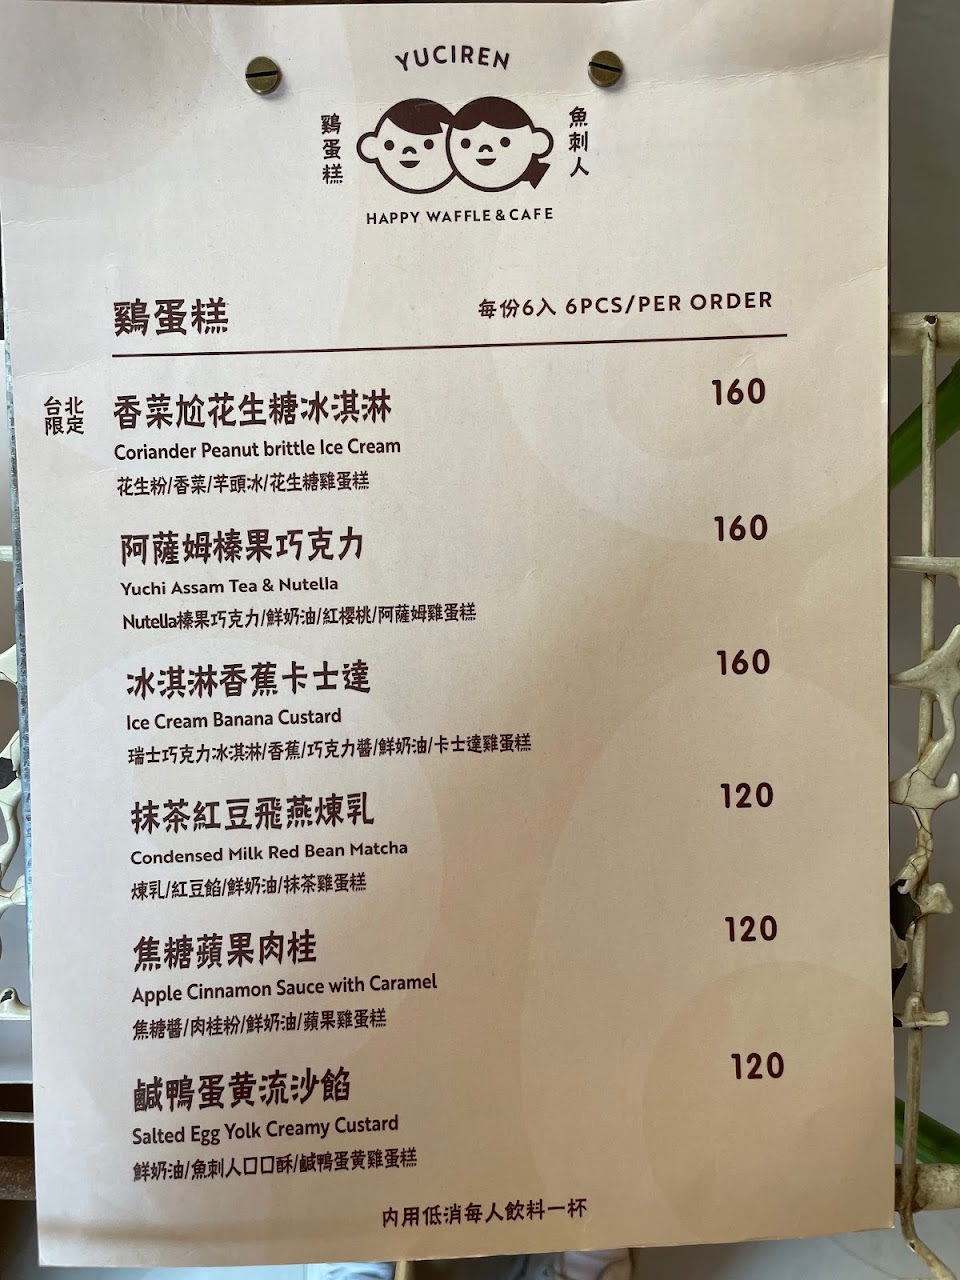 YUCIREN
鷄蛋糕
魚刺人
HAPPY WAFFLE & CAFE
鷄蛋糕
每份6入 6PCS/PER ORDER
台北限定
香菜尬花生糖冰淇淋 160
Coriander Peanut brittle Ice Cream
花生粉/香菜/芋頭冰/花生糖雞蛋糕
阿薩姆榛果巧克力 160
Yuchi Assam Tea & Nutella
Nutella榛果巧克力/鮮奶油/紅櫻桃/阿薩姆雞蛋糕
冰淇淋香蕉卡士達 160
Ice Cream Banana Custard
瑞士巧克力冰淇淋/香蕉/巧克力醬/鮮奶油/卡士達雞蛋糕
抹茶紅豆飛燕煉乳 120
Condensed Milk Red Bean Matcha
煉乳/紅豆餡/鮮奶油/抹茶雞蛋糕
焦糖蘋果肉桂 120
Apple Cinnamon Sauce with Caramel
焦糖醬/肉桂粉/鮮奶油/蘋果雞蛋糕
鹹鴨蛋黄流沙餡 120
Salted Egg Yolk Creamy Custard
鮮奶油/魚刺人口口酥/鹹鴨蛋黄雞蛋糕
内用低消每人飲料一杯